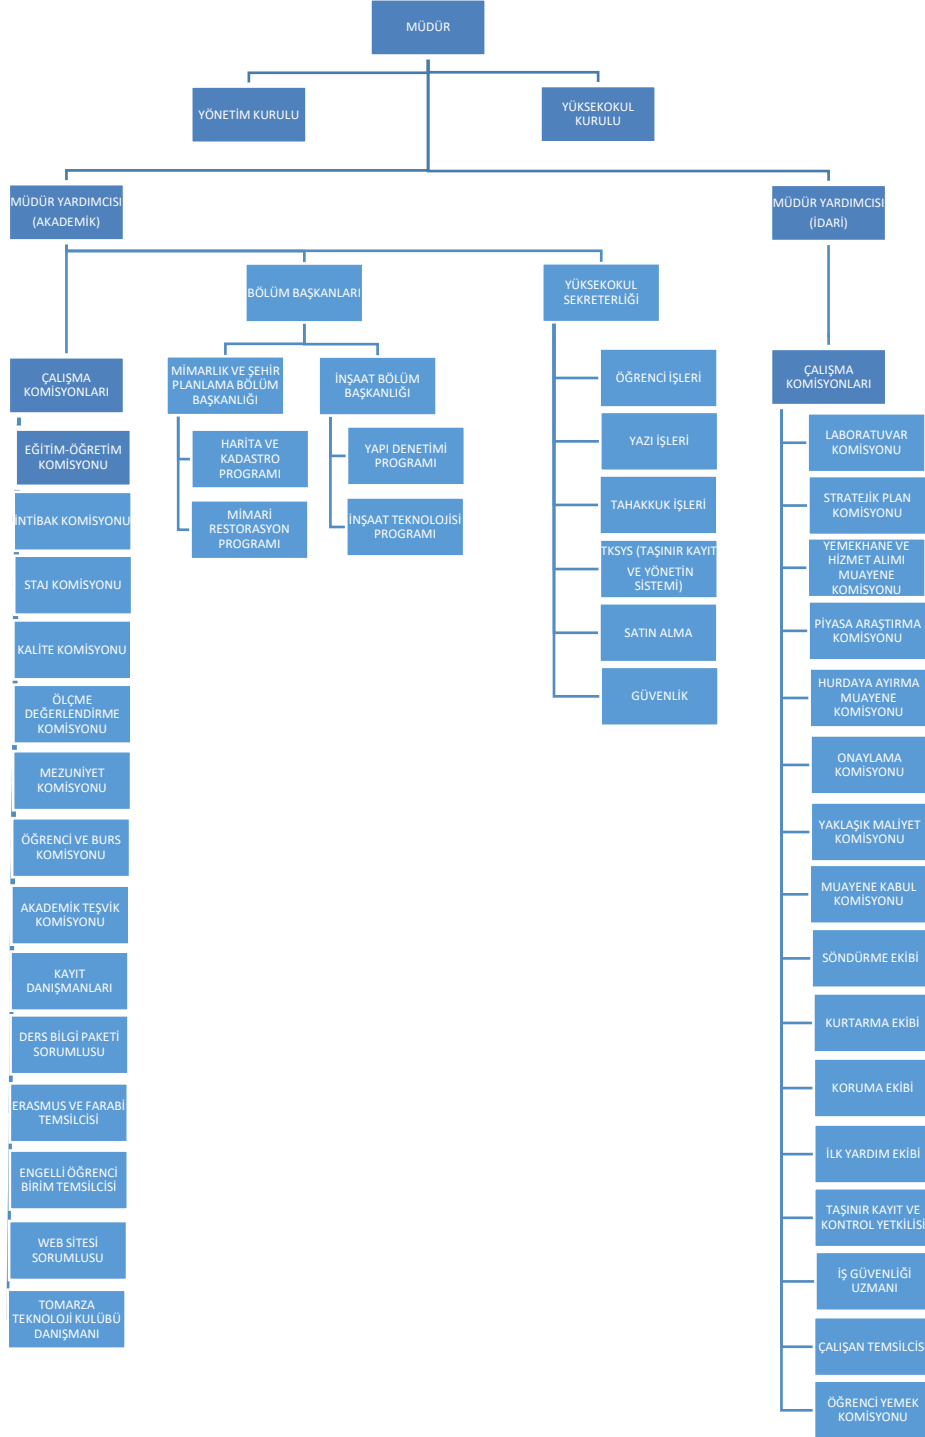 MÜDÜR
YÖNETİM KURULU
YÜKSEKOKUL
KURULU
MÜDÜR YARDIMCISI
(AKADEMİK)
MÜDÜR YARDIMCISI
(İDARİ)
BÖLÜM BAŞKANLARI
YÜKSEKOKUL
SEKRETERLİĞİ
ÇALIŞMA
KOMİSYONLARI
EĞİTİM-ÖĞRETİM
KOMİSYONU
İNTİBAK KOMİSYONU
STAJ KOMİSYONU
KALİTE KOMİSYONU
ÖLÇME
DEĞERLENDİRME
KOMİSYONU
MEZUNİYET
KOMİSYONU
ÖĞRENCİ VE BURS
KOMİSYONU
AKADEMİK TEŞVİK
KOMİSYONU
KAYIT
DANIŞMANLARI
DERS BİLGİ PAKETİ
SORUMLUSU
ERASMUS VE FARABİ
TEMSİLCİSİ
ENGELLİ ÖĞRENCİ
BİRİM TEMSİLCİSİ
WEB SİTESİ
SORUMLUSU
TOMARZA
TEKNOLOJİ KULÜBÜ
DANIŞMANI
MİMARLIK VE ŞEHİR
PLANLAMA BÖLÜM
BAŞKANLIĞI
HARİTA VE
KADASTRO
PROGRAMI
MİMARİ
RESTORASYON
PROGRAMI
İNŞAAT BÖLÜM
BAŞKANLIĞI
YAPI DENETİMİ
PROGRAMI
İNŞAAT TEKNOLOJİSİ
PROGRAMI
ÖĞRENCİ İŞLERİ
YAZI İŞLERİ
TAHAKKUK İŞLERİ
TKSYS (TAŞINIR KAYIT
VE YÖNETİN
SİSTEMİ)
SATIN ALMA
GÜVENLİK
ÇALIŞMA
KOMİSYONLARI
LABORATUVAR
KOMİSYONU
STRATEJİK PLAN
KOMİSYONU
YEMEKHANE VE
HİZMET ALIMI
MUAYENE
KOMİSYONU
PİYASA ARAŞTIRMA
KOMİSYONU
HURDAYA AYIRMA
MUAYENE
KOMİSYONU
ONAYLAMA
KOMİSYONU
YAKLAŞIK MALİYET
KOMİSYONU
MUAYENE KABUL
KOMİSYONU
SÖNDÜRME EKİBİ
KURTARMA EKİBİ
KORUMA EKİBİ
İLK YARDIM EKİBİ
TAŞINIR KAYIT VE
KONTROL YETKİLİSİ
İŞ GÜVENLİĞİ
UZMANI
ÇALIŞAN TEMSİLCİS
ÖĞRENCİ YEMEK
KOMİSYONU